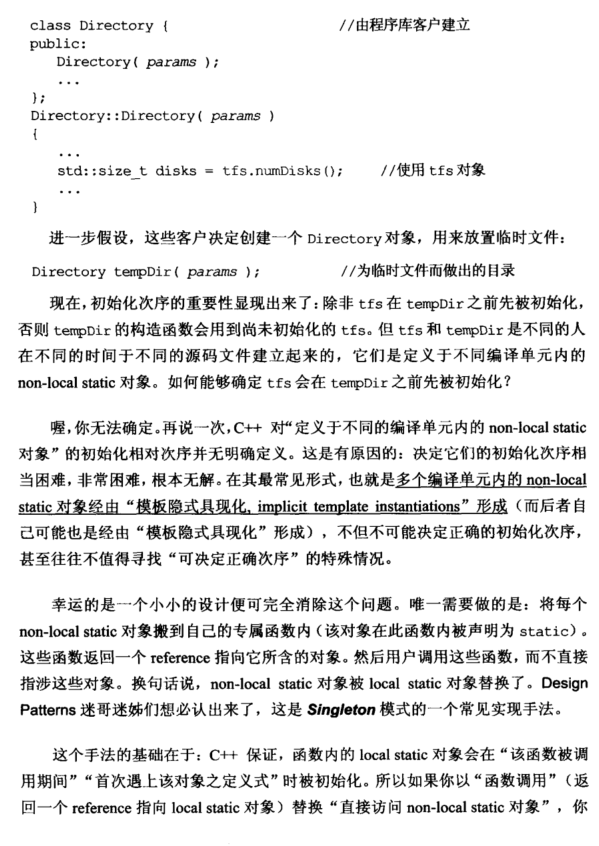 class Directory { //由程序库客户建立
public:
Directory( params );
...
};
Directory::Directory( params )
{
...
std::size_t disks = tfs.numDisks(); //使用 tfs 对象
...
}
进一步假设，这些客户决定创建一个 Directory 对象，用来放置临时文件：
Directory tempDir( params ); //为临时文件而做出的目录
现在，初始化次序的重要性显现出来了：除非 tfs 在 tempDir 之前先被初始化，
否则 tempDir 的构造函数会用到尚未初始化的 tfs。但 tfs 和 tempDir 是不同的人
在不同的时间于不同的源码文件建立起来的，它们是定义于不同编译单元内的
non-local static 对象。如何能够确定 tfs 会在 tempDir 之前先被初始化？
喔，你无法确定。再说一次，C++ 对“定义于不同的编译单元内的 non-local static
对象”的初始化相对次序并无明确定义。这是有原因的：决定它们的初始化次序相
当困难，非常困难，根本无解。在其最常见形式，也就是多个编译单元内的 non-local
static 对象经由“模板隐式具现化, implicit template instantiations”形成（而后者自
己可能也是经由“模板隐式具现化”形成），不但不可能决定正确的初始化次序，
甚至往往不值得寻找“可决定正确次序”的特殊情况。
幸运的是一个小小的设计便可完全消除这个问题。唯一需要做的是：将每个
non-local static 对象搬到自己的专属函数内（该对象在此函数内被声明为 static）。
这些函数返回一个 reference 指向它所含的对象。然后用户调用这些函数，而不直接
指涉这些对象。换句话说，non-local static 对象被 local static 对象替换了。Design
Patterns 迷哥迷姊们想必认出来了，这是 Singleton 模式的一个常见实现手法。
这个手法的基础在于：C++ 保证，函数内的 local static 对象会在“该函数被调
用期间”“首次遇上该对象之定义式”时被初始化。所以如果你以“函数调用”（返
回一个 reference 指向 local static 对象）替换“直接访问 non-local static 对象”，你